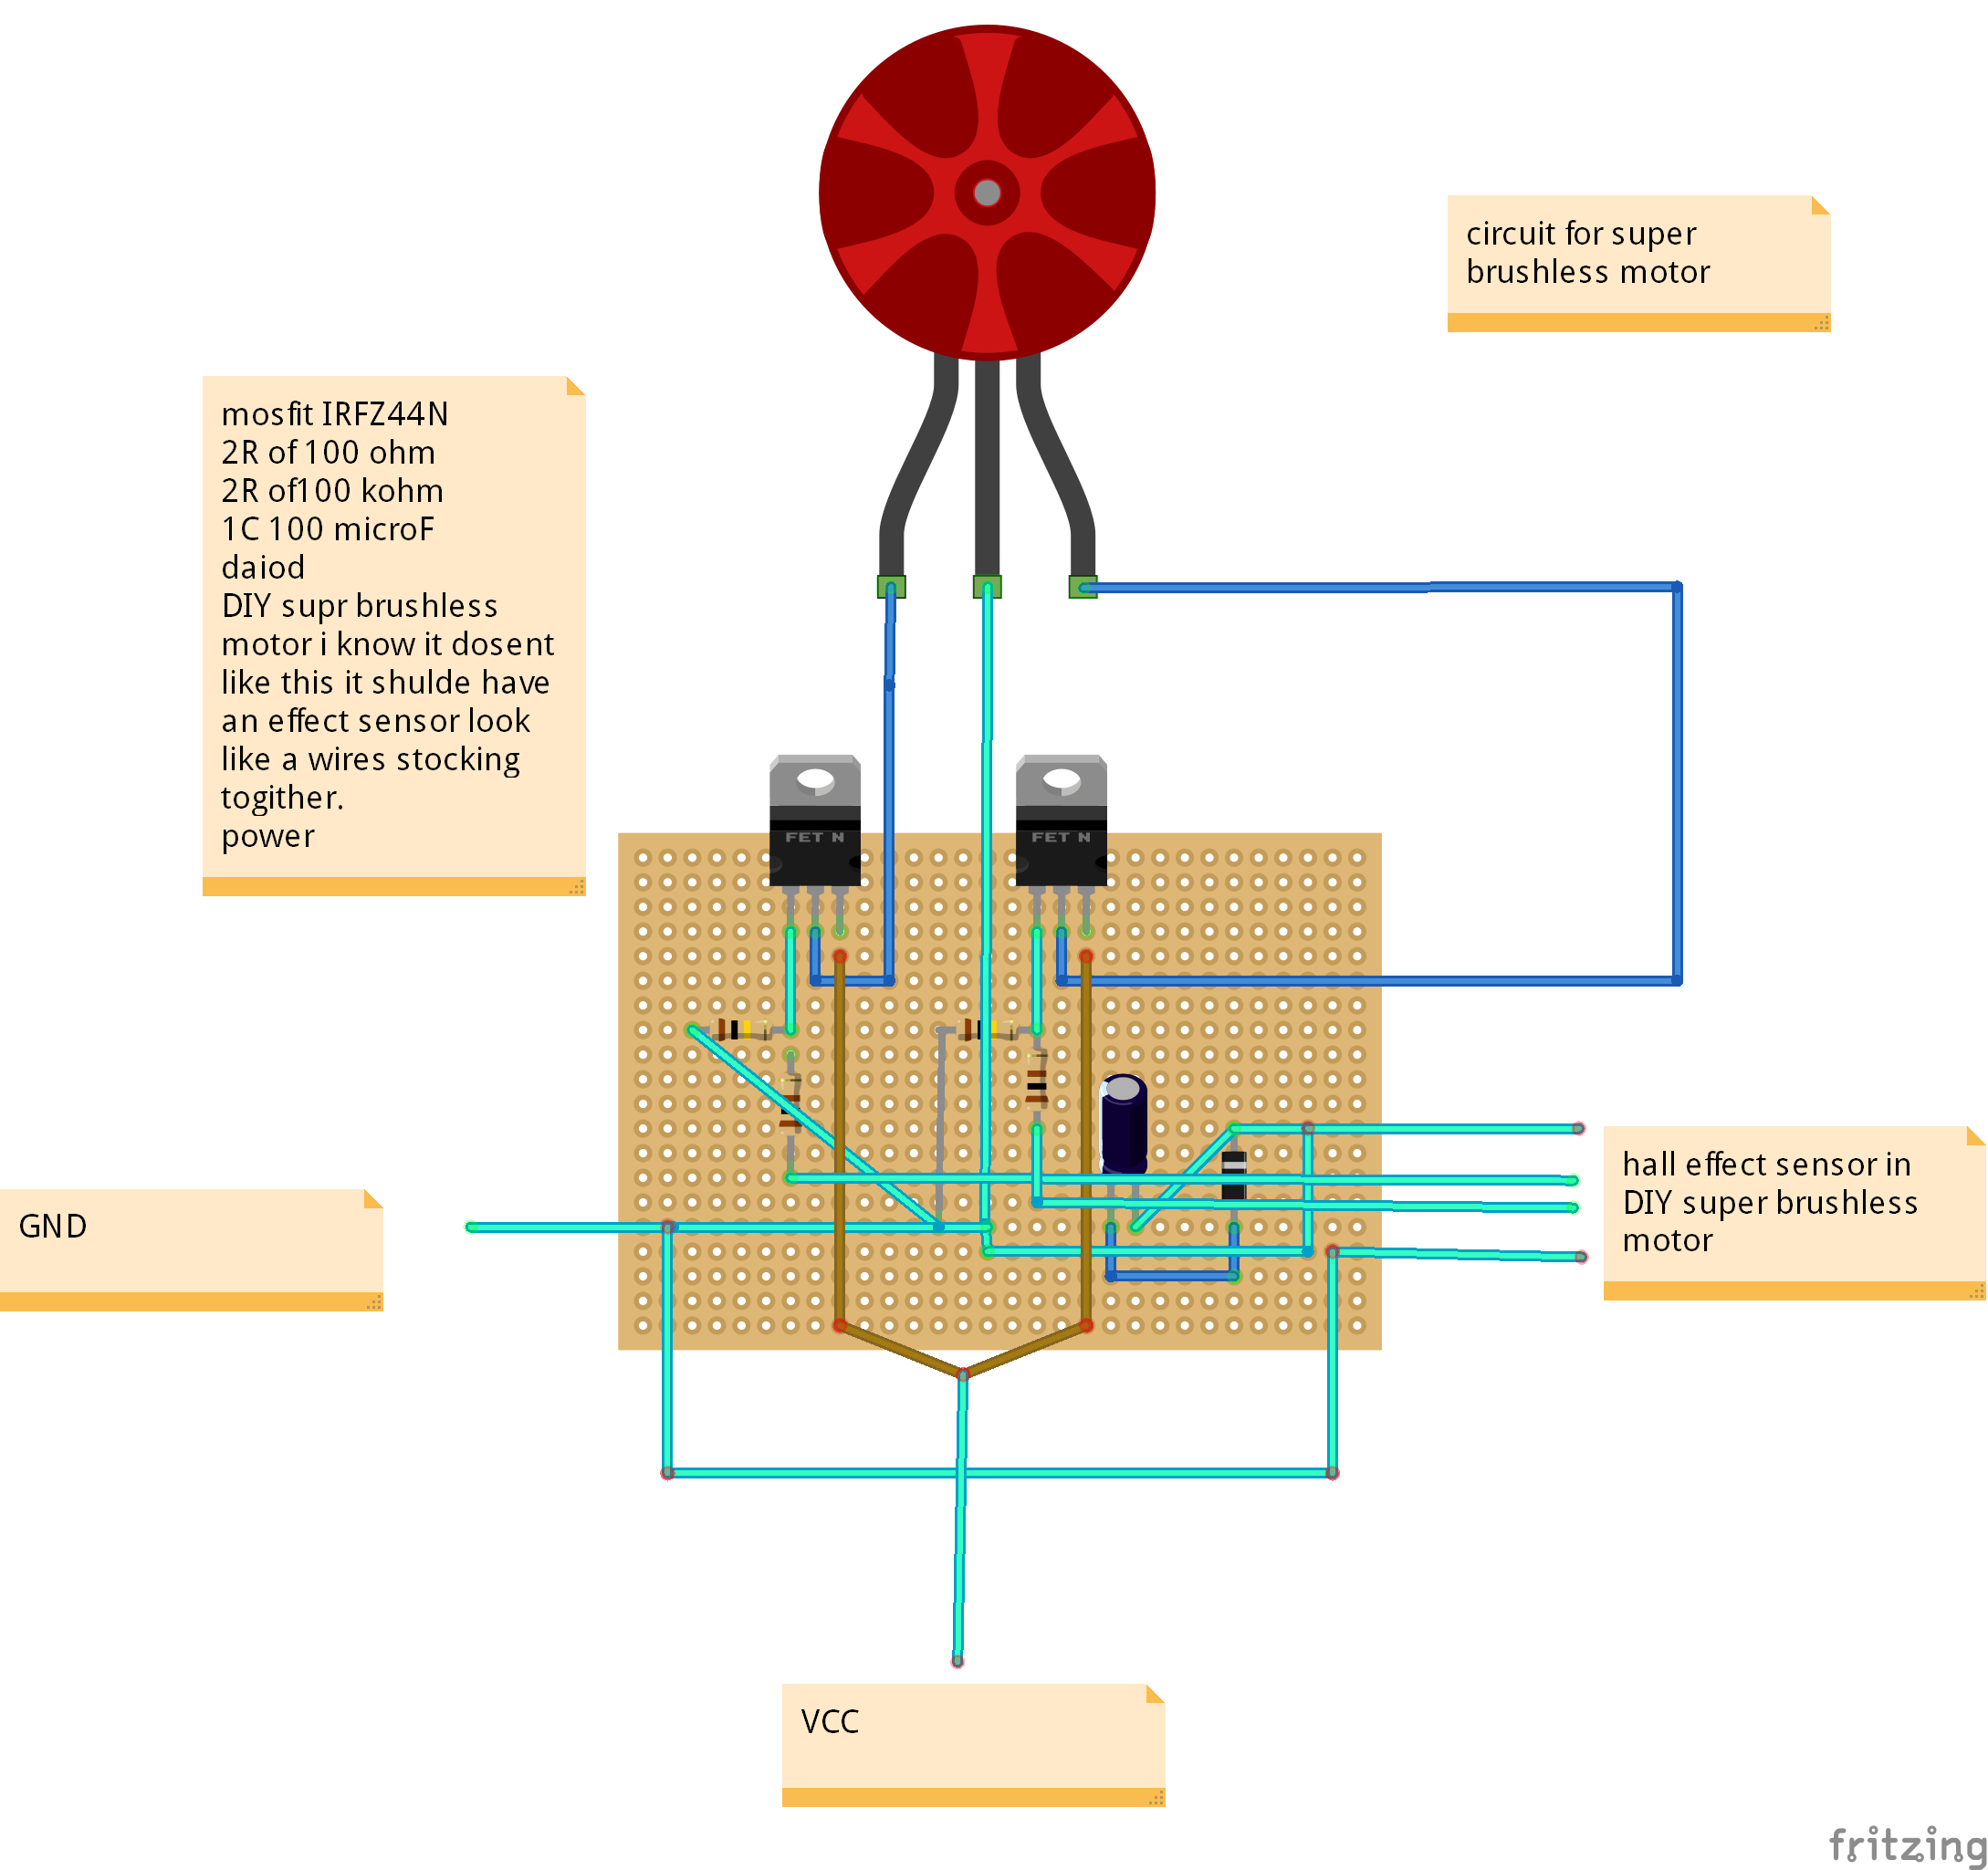 circuit for super
brushless motor
mosfit IRFZ44N
2R of 100 ohm
2R of100 kohm
1C 100 microF
daiod
DIY supr brushless
motor i know it dosent
like this it shulde have
an effect sensor look
like a wires stocking
togither.
power
FET N
FET N
hall effect sensor in
DIY super brushless
motor
GND
VCC
fritzing